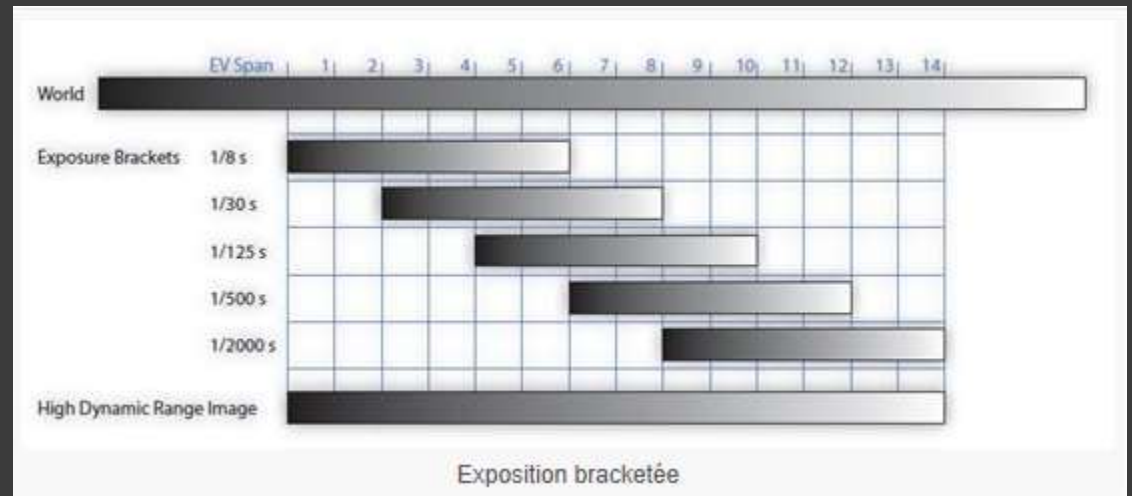 EV Span 1 2 3 4 5 6 7 8 9 10 11 12 13 14
World
Exposure Brackets 1/8 s
1/30 s
1/125 s
1/500 s
1/2000 s
High Dynamic Range Image
Exposition bracketée